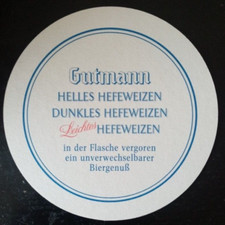 Gutmann
HELLES HEFEWEIZEN
DUNKLES HEFEWEIZEN
Leichtes HEFEWEIZEN
in der Flasche vergoren
ein unverwechselbarer
Biergenuß